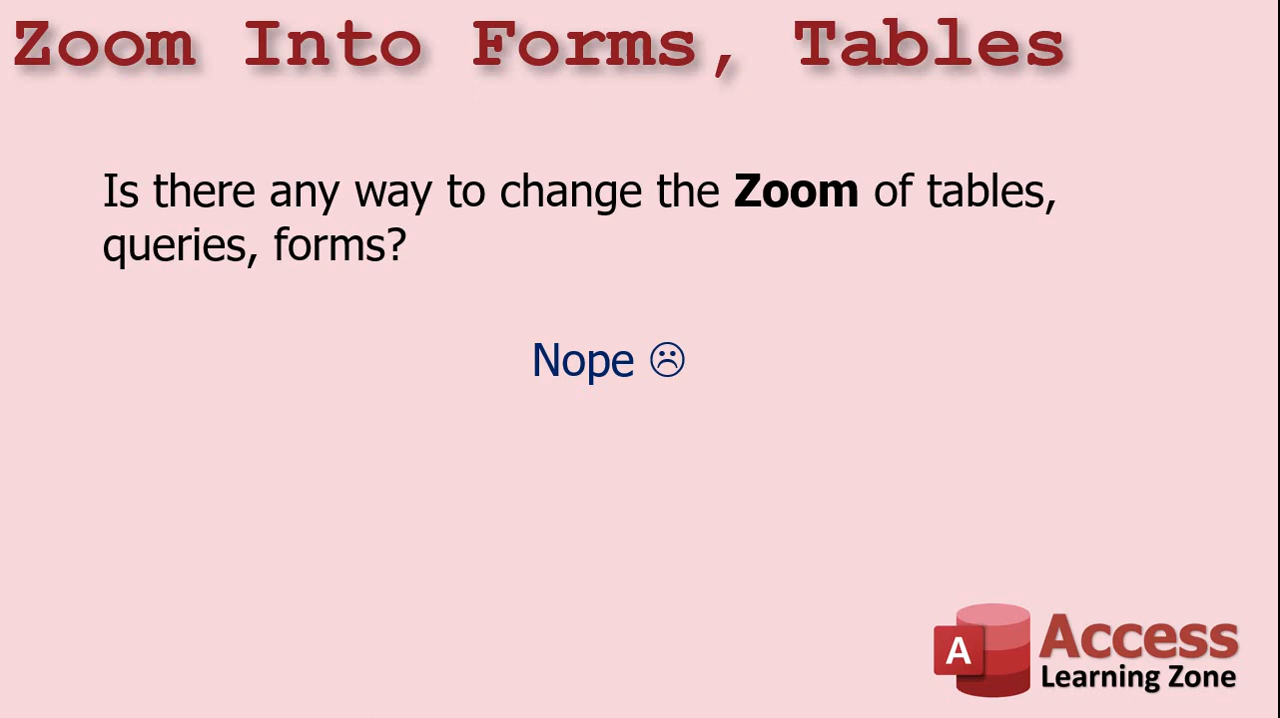 Zoom Into Forms, Tables
Is there any way to change the Zoom of tables,
queries, forms?
Nope ☹
A
Access
Learning Zone